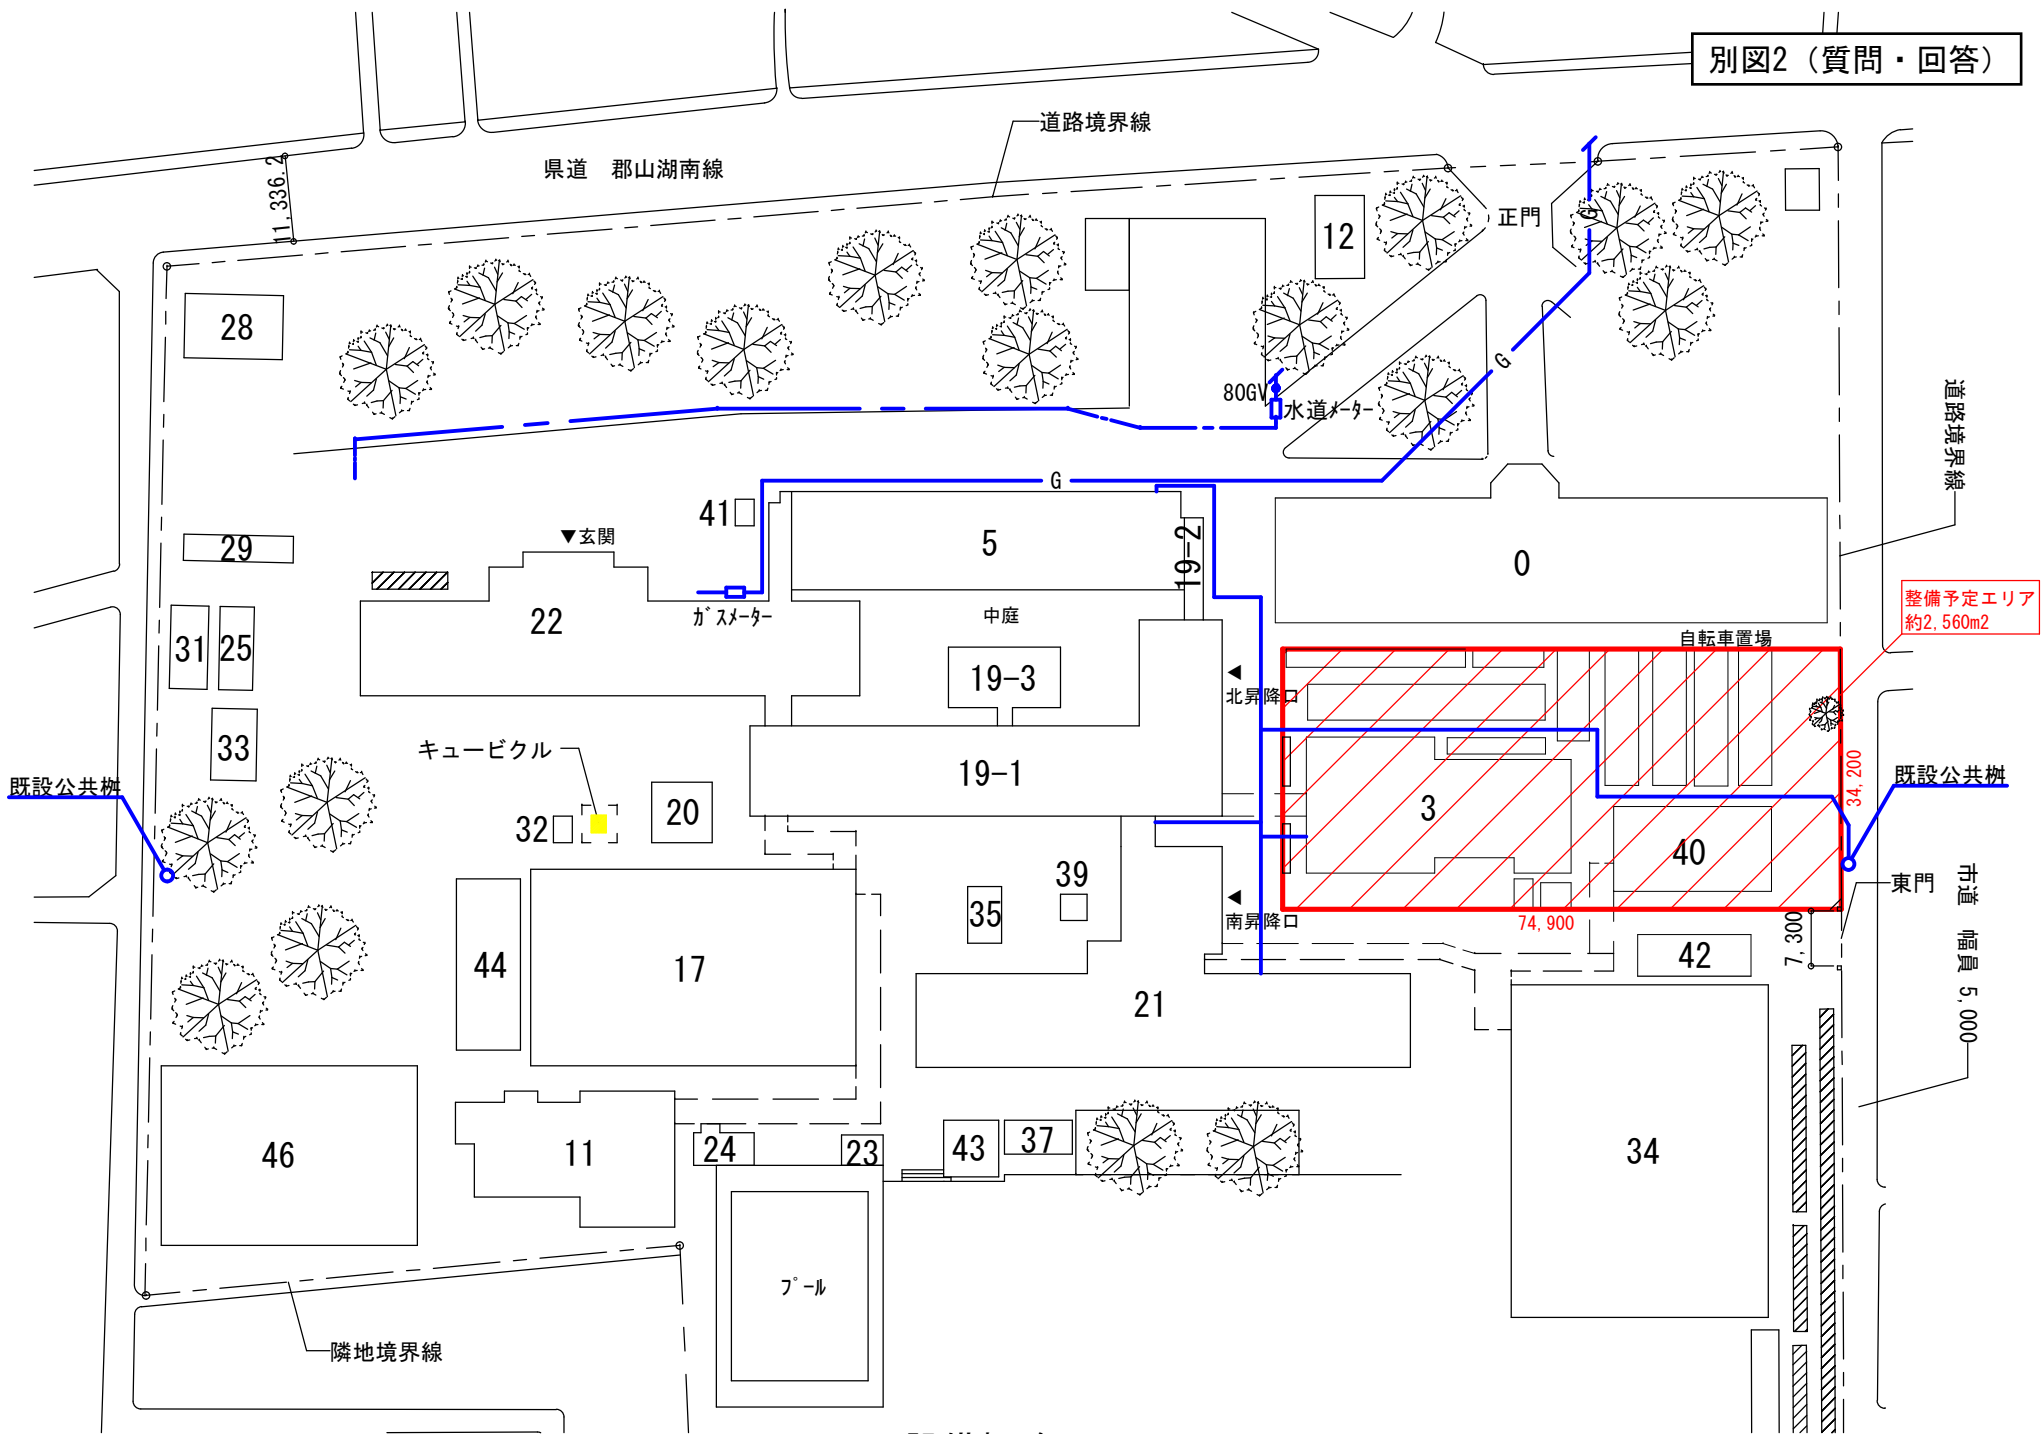 別図2（質問・回答）
道路境界線
県道　郡山湖南線
11,336.2
正門
12
G
28
G
80GV
水道メーター
道路境界線
G
41
5
19-2
0
▼玄関
29
ガスメーター
22
中庭
整備予定エリア
約2,560m2
自転車置場
31
25
19-3
北昇降口
33
キュービクル
19-1
既設公共桝
34,200
既設公共桝
32
20
3
40
39
東門
市道　幅員 5,000
35
南昇降口
74,900
7,300
44
17
42
21
46
11
24
23
43
37
34
プール
隣地境界線